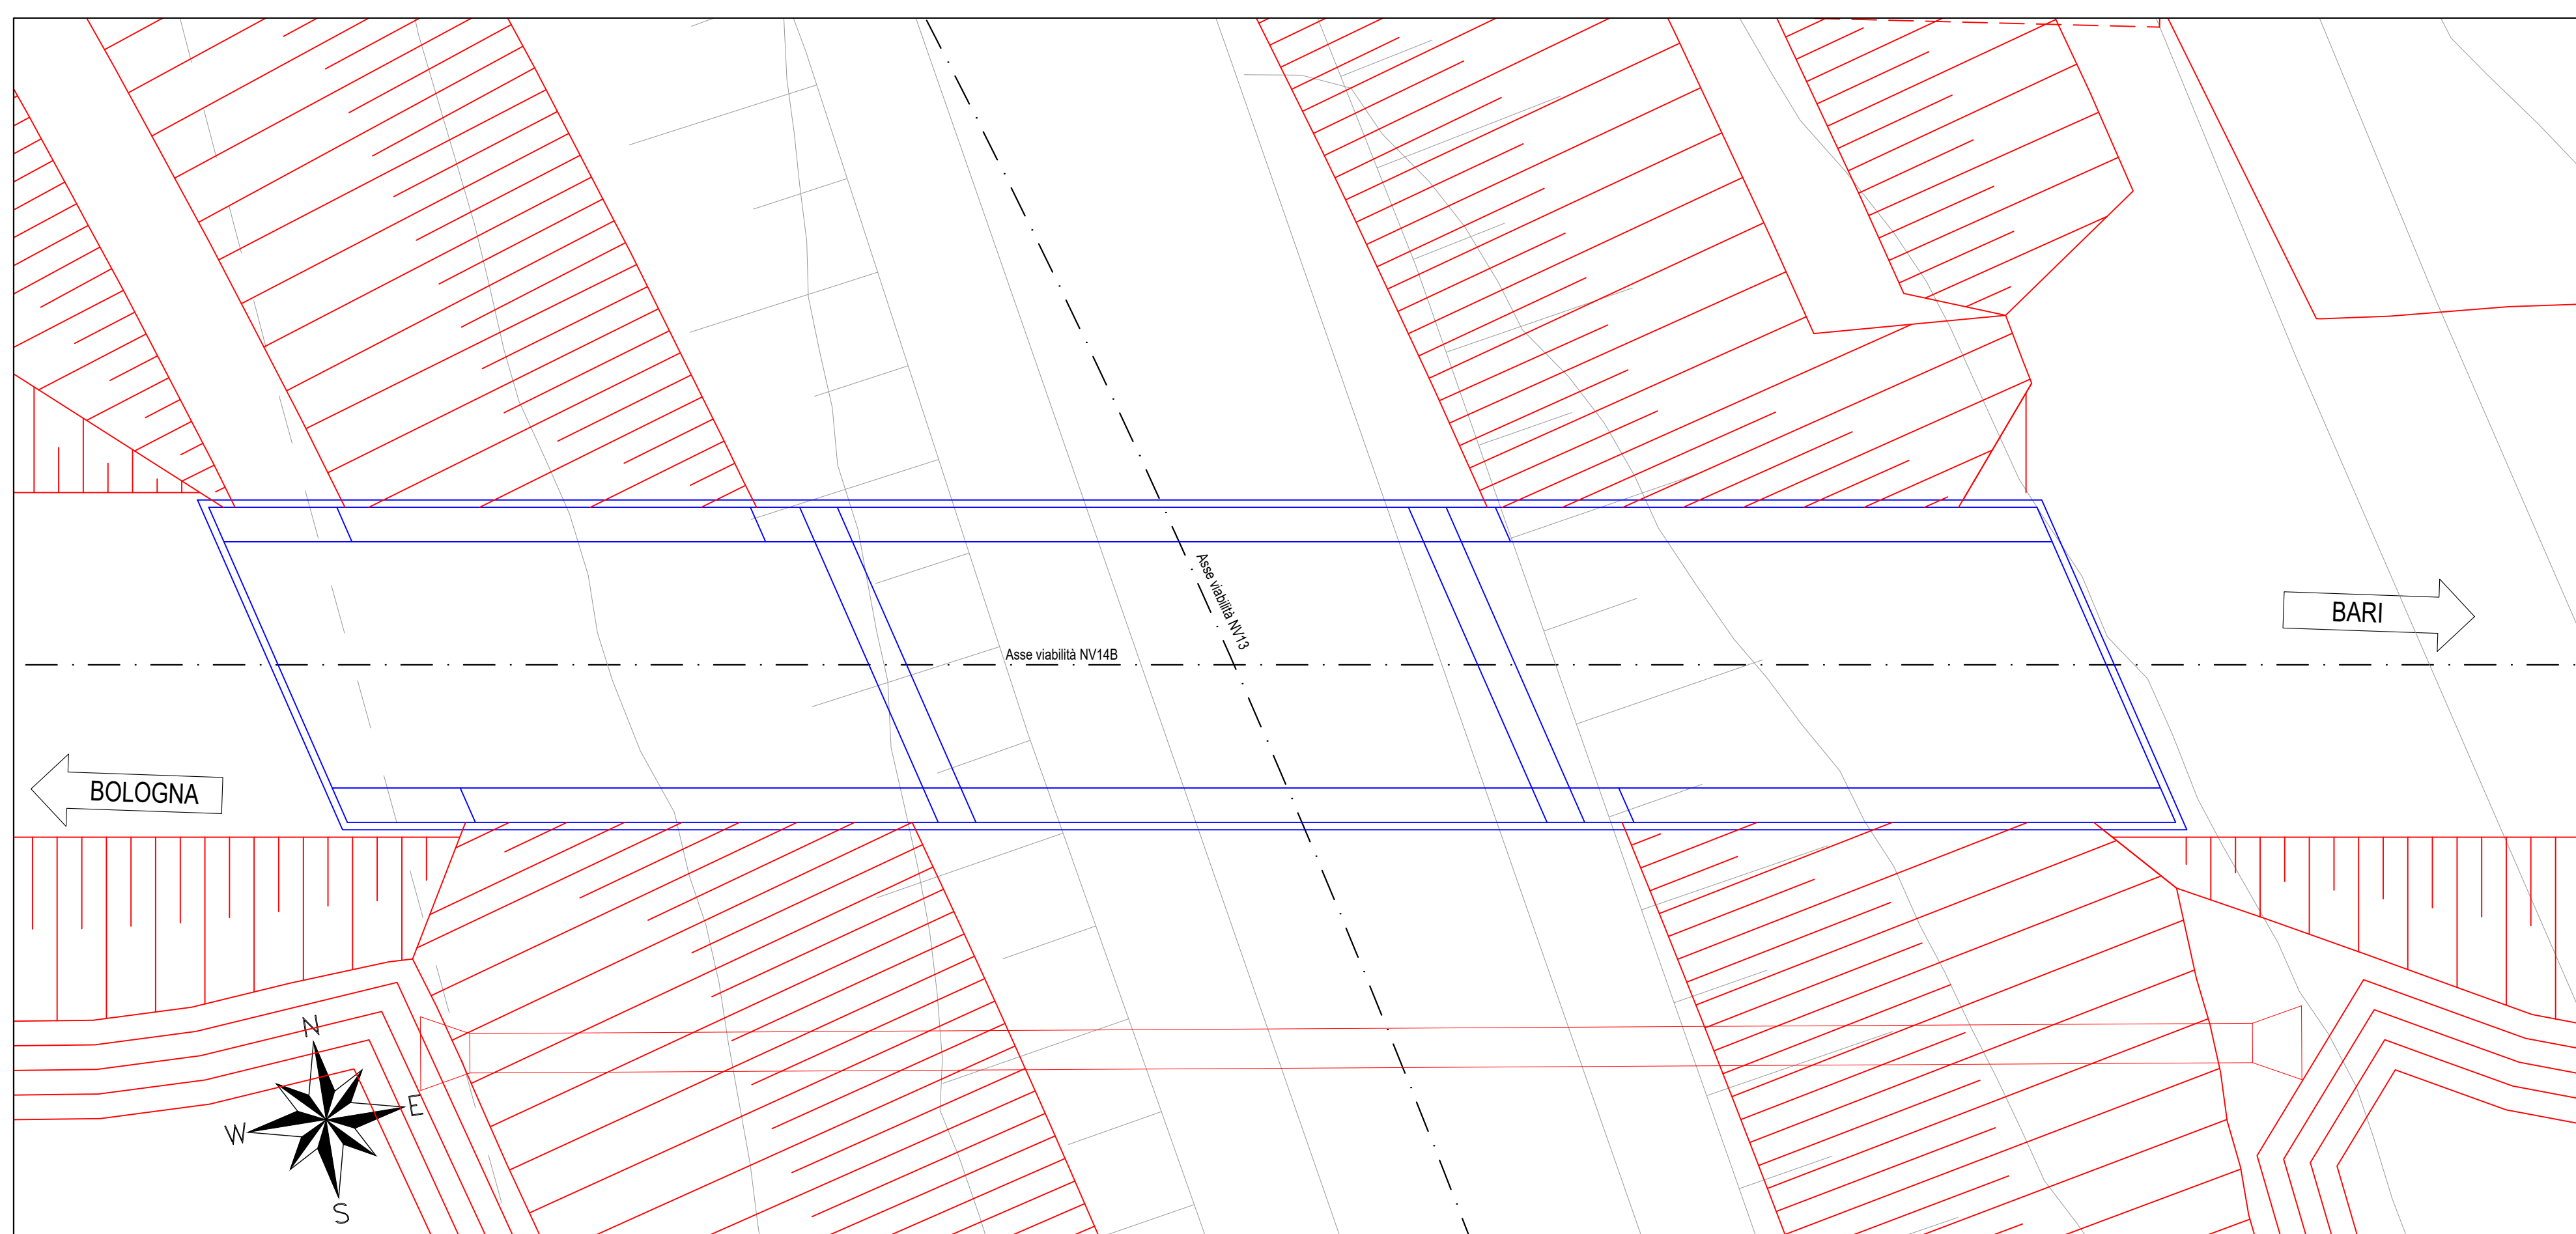 Asse viabilità NV13
BARI
Asse viabilità NV14B
BOLOGNA
N
E
W
S